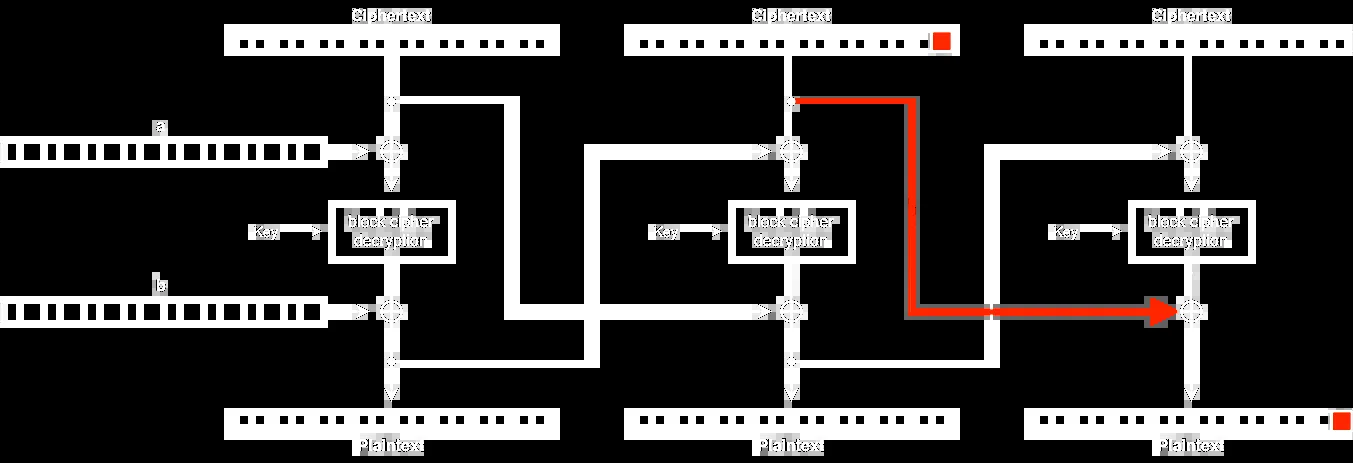 Ciphertext
Ciphertext
Ciphertext
a
Key
block cipher
decryption
Key
block cipher
decryption
Key
block cipher
decryption
b
Plaintext
Plaintext
Plaintext